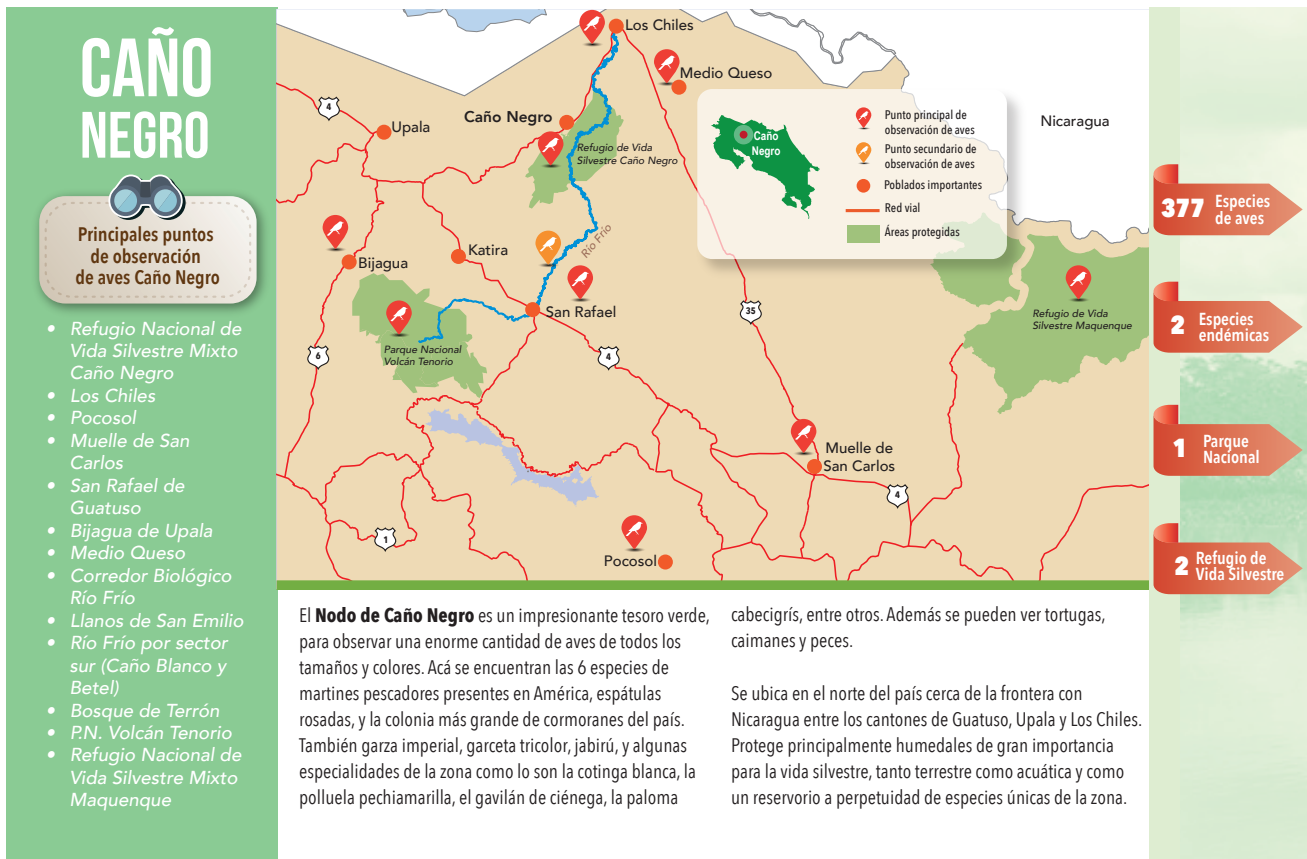 CAÑO
NEGRO
Principales puntos
de observación
de aves Caño Negro
• Refugio Nacional de
Vida Silvestre Mixto
Caño Negro
• Los Chiles
• Pocosol
• Muelle de San
Carlos
• San Rafael de
Guatuso
• Bijagua de Upala
• Medio Queso
• Corredor Biológico
Río Frío
• Llanos de San Emilio
• Río Frío por sector
sur (Caño Blanco y
Betel)
• Bosque de Terrón
• P.N. Volcán Tenorio
• Refugio Nacional de
Vida Silvestre Mixto
Maquenque
Los Chiles
Medio Queso
4
Upala
Caño Negro
Refugio de Vida
Silvestre Caño Negro
Nicaragua
Caño
Negro
Punto principal de
observación de aves
Punto secundario de
observación de aves
Poblados importantes
Red vial
Áreas protegidas
Bijagua
Katira
Río Frío
San Rafael
Parque Nacional
Volcán Tenorio
6
4
35
Refugio de Vida
Silvestre Maquenque
Muelle de
San Carlos
4
1
Pocosol
El Nodo de Caño Negro es un impresionante tesoro verde,
para observar una enorme cantidad de aves de todos los
tamaños y colores. Acá se encuentran las 6 especies de
martines pescadores presentes en América, espátulas
rosadas, y la colonia más grande de cormoranes del país.
También garza imperial, garceta tricolor, jabirú, y algunas
especialidades de la zona como lo son la cotinga blanca, la
polluela pechiamarilla, el gavilán de ciénega, la paloma
cabecigrís, entre otros. Además se pueden ver tortugas,
caimanes y peces.
Se ubica en el norte del país cerca de la frontera con
Nicaragua entre los cantones de Guatuso, Upala y Los Chiles.
Protege principalmente humedales de gran importancia
para la vida silvestre, tanto terrestre como acuática y como
un reservorio a perpetuidad de especies únicas de la zona.
377 Especies
de aves
2 Especies
endémicas
1 Parque
Nacional
2 Refugio de
Vida Silvestre